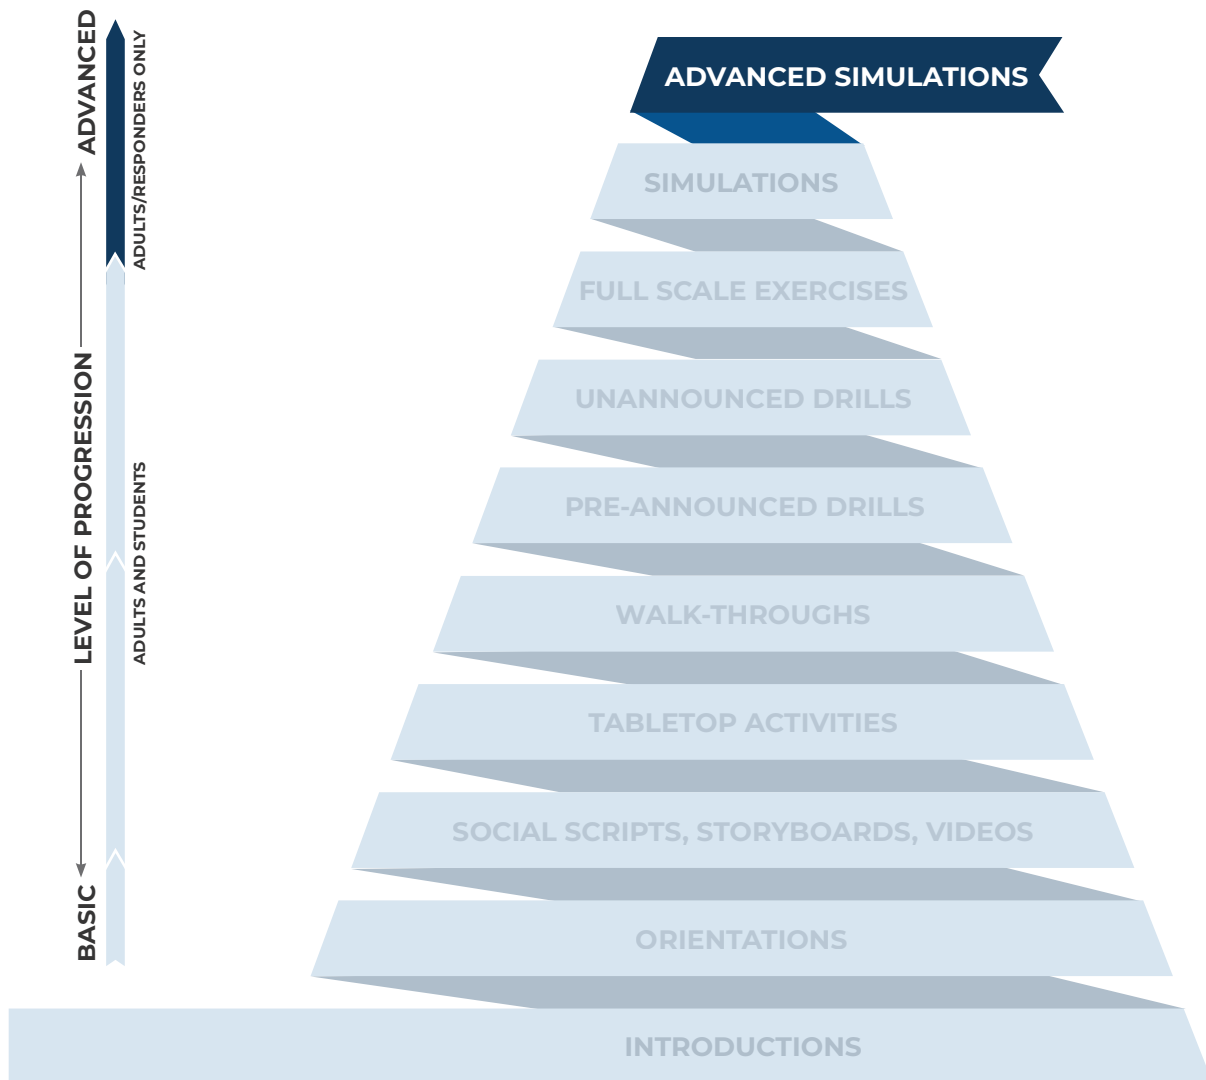 ADVANCED
ADULTS/RESPONDERS ONLY
LEVEL OF PROGRESSION
ADULTS AND STUDENTS
BASIC
ADVANCED SIMULATIONS
SIMULATIONS
FULL SCALE EXERCISES
UNANNOUNCED DRILLS
PRE-ANNOUNCED DRILLS
WALK-THROUGHS
TABLETOP ACTIVITIES
SOCIAL SCRIPTS, STORYBOARDS, VIDEOS
ORIENTATIONS
INTRODUCTIONS